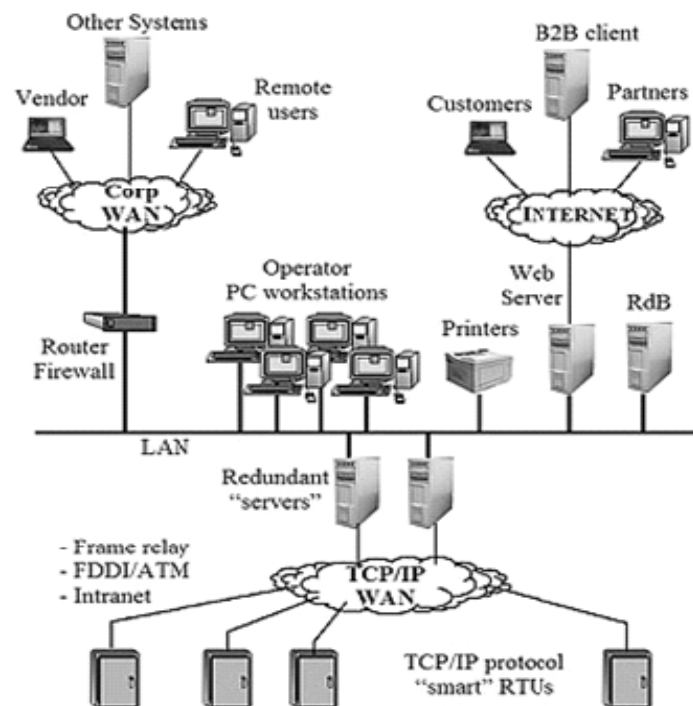 Other Systems
B2B client
Vendor
Remote
users
Customers
Partners
Corp
WAN
INTERNET
Operator
PC workstations
Web
Server
RdB
Printers
Router
Firewall
LAN
Redundant
“servers”
- Frame relay
- FDDI/ATM
- Intranet
TCP/IP
WAN
TCP/IP protocol
“smart” RTUs